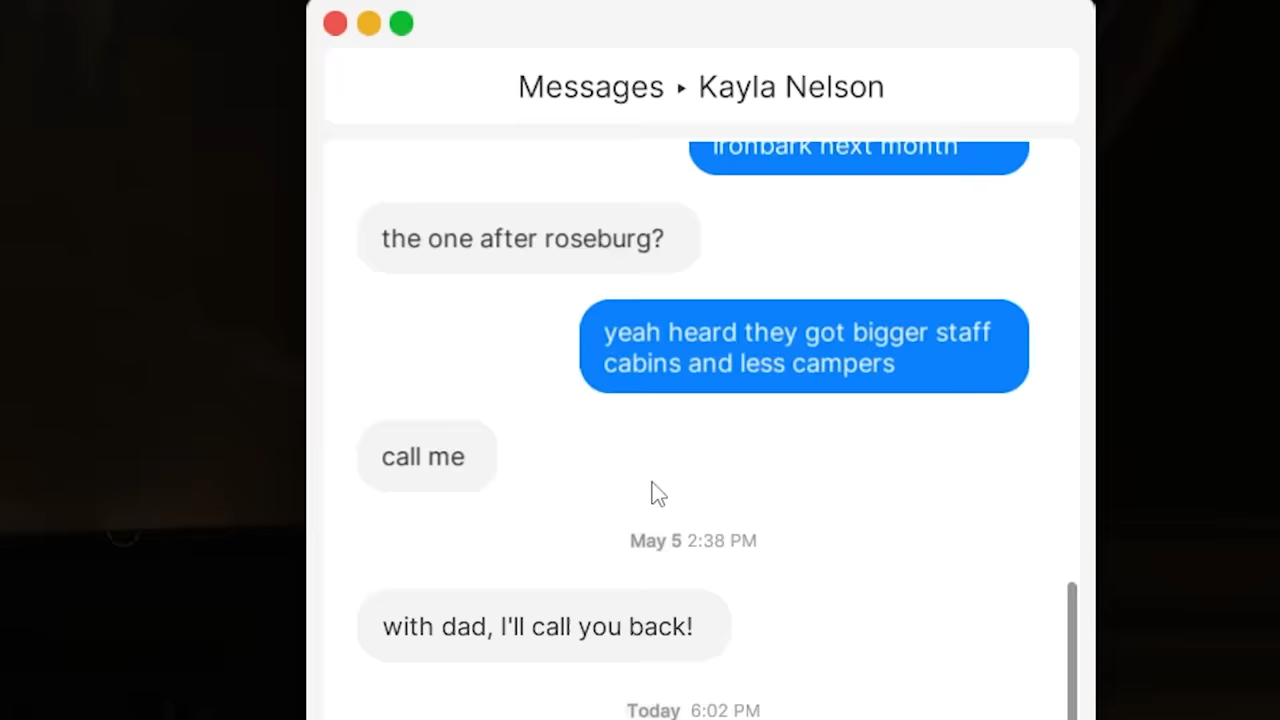 Messages ▸ Kayla Nelson
ironbark next month
the one after roseburg?
yeah heard they got bigger staff
cabins and less campers
call me
May 5 2:38 PM
with dad, I'll call you back!
Today 6:02 PM